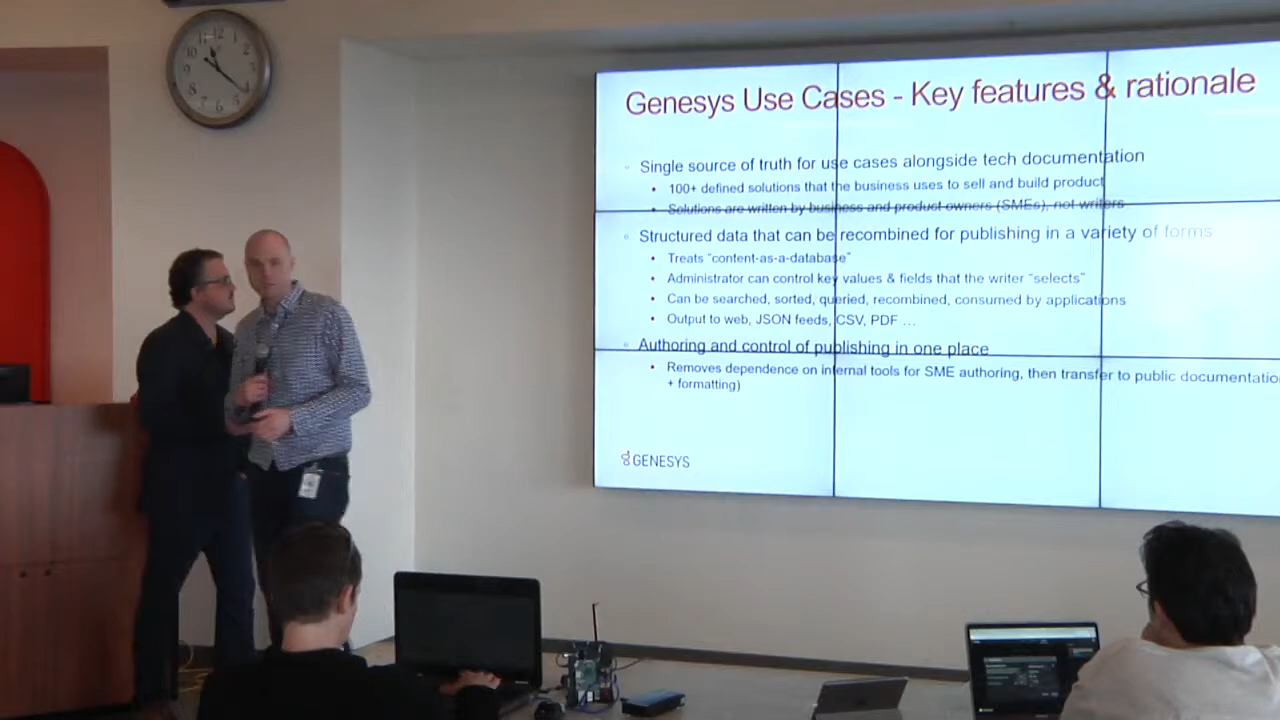 Genesys Use Cases - Key features & rationale
Single source of truth for use cases alongside tech documentation
100+ defined solutions that the business uses to sell and build product
Solutions are written by business and product owners (SMEs), not writers
Structured data that can be recombined for publishing in a variety of forms
Treats "content-as-a-database"
Administrator can control key values & fields that the writer "selects"
Can be searched, sorted, queried, recombined, consumed by applications
Output to web, JSON feeds, CSV, PDF ...
Authoring and control of publishing in one place
Removes dependence on internal tools for SME authoring, then transfer to public documentatio
+ formatting)
GENESYS